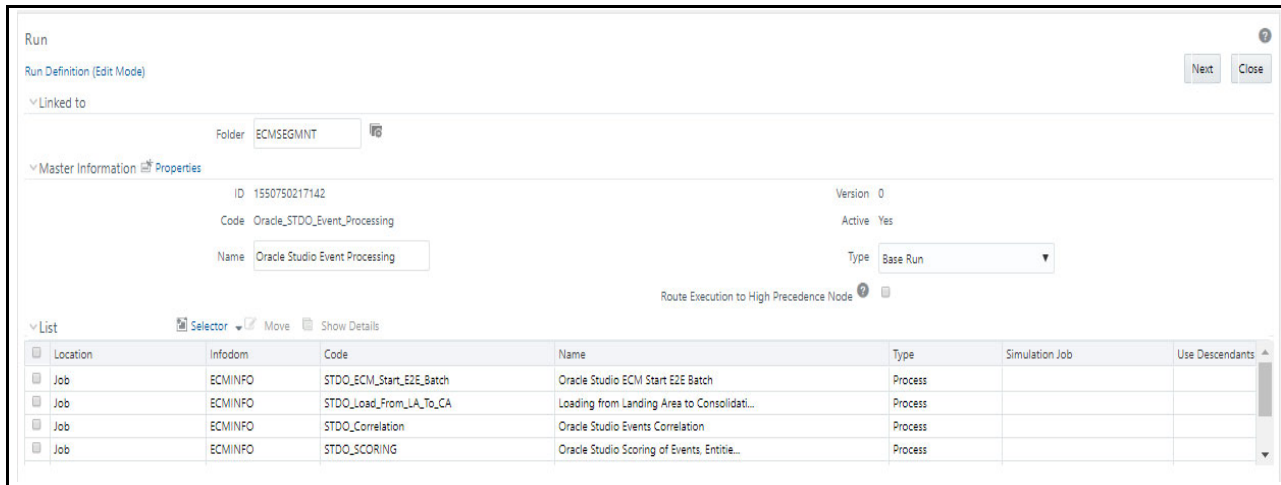 Run
Run Definition (Edit Mode)
Next Close
Linked to
Folder ECMSEGMNT
Master Information Properties
ID 1550750217142 Version 0
Code Oracle_STDO_Event_Processing Active Yes
Name Oracle Studio Event Processing Type Base Run
Route Execution to High Precedence Node
List Selector Move Show Details
Location Infodom Code Name Type Simulation Job Use Descendants
Job ECMINFO STDO_ECM_Start_E2E_Batch Oracle Studio ECM Start E2E Batch Process
Job ECMINFO STDO_Load_From_LA_To_CA Loading from Landing Area to Consolidati... Process
Job ECMINFO STDO_Correlation Oracle Studio Events Correlation Process
Job ECMINFO STDO_SCORING Oracle Studio Scoring of Events, Entitie... Process